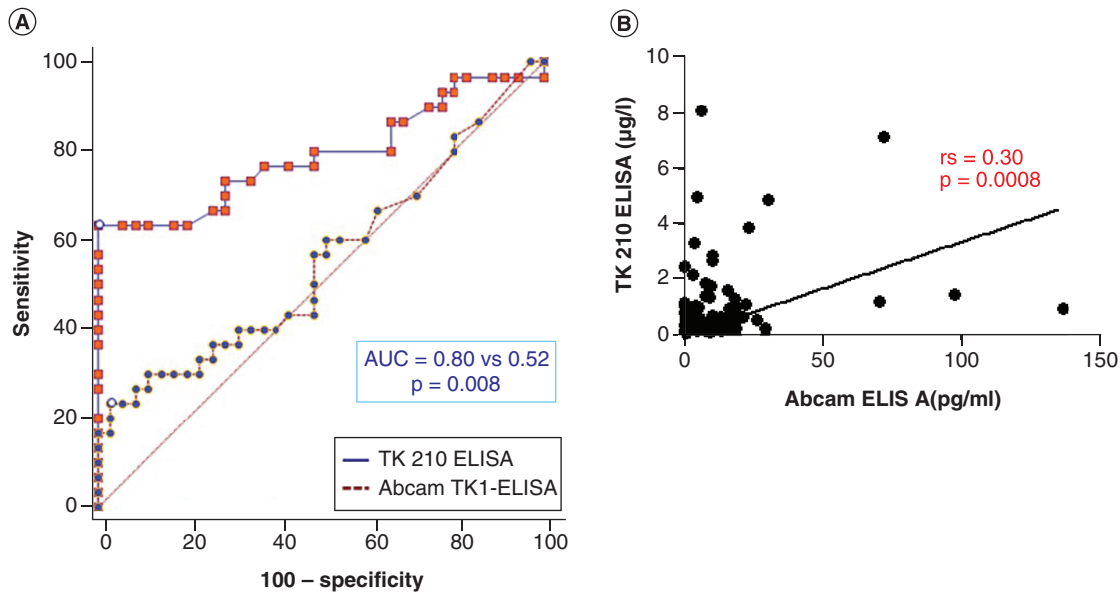 A
100
80
60
40
20
0
Sensitivity
0 20 40 60 80 100
100 – specificity
AUC = 0.80 vs 0.52
p = 0.008
TK 210 ELISA
Abcam TK1-ELISA
B
10
8
6
4
2
0
TK 210 ELISA (µg/l)
0 50 100 150
Abcam ELIS A(pg/ml)
rs = 0.30
p = 0.0008